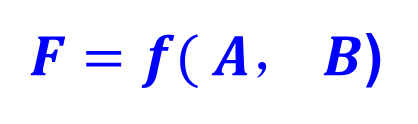 F = f( A， B)